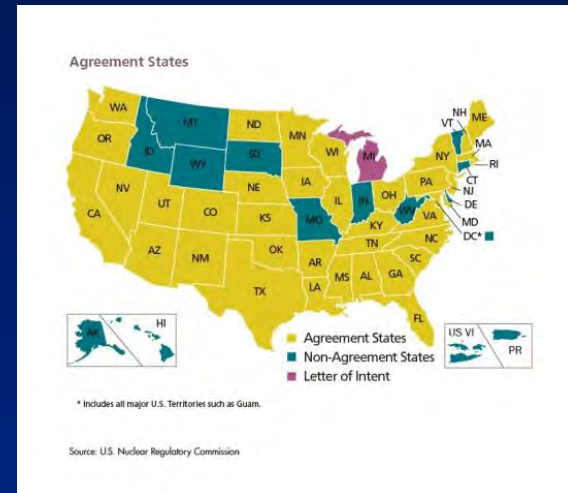 Agreement States
WA
MT
ND
MN
NH
VT
ME
OR
ID
WY
SD
WI
MI
NY
MA
RI
CT
NV
UT
CO
NE
IA
IL
IN
OH
PA
NJ
DE
CA
KS
MO
KY
WV
VA
MD
DC*
AZ
NM
OK
AR
TN
NC
SC
TX
LA
MS
AL
GA
FL
AK
HI
US VI
PR
Agreement States
Non-Agreement States
Letter of Intent
* Includes all major U.S. Territories such as Guam.
Source: U.S. Nuclear Regulatory Commission